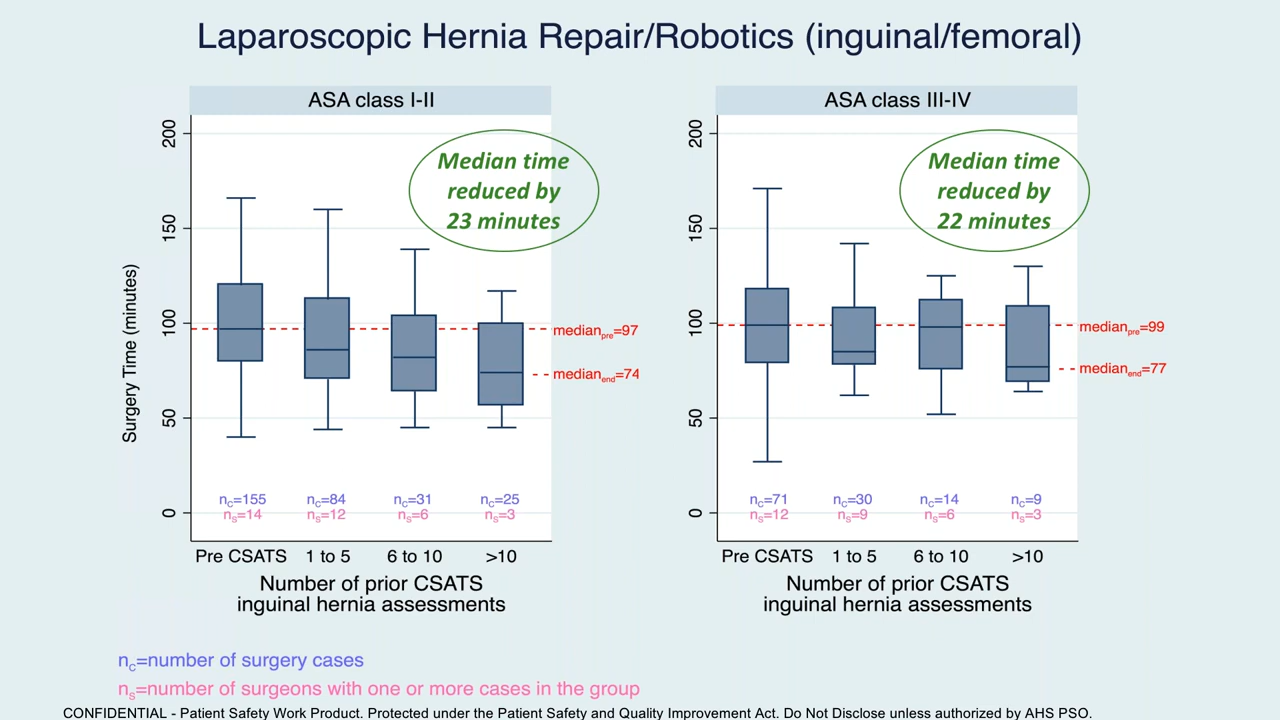 Laparoscopic Hernia Repair/Robotics (inguinal/femoral)
ASA class I-II
Median time
reduced by
23 minutes
Surgery Time (minutes)
200
150
100
50
0
median_pre=97
median_end=74
n_c=155 n_c=84 n_c=31 n_c=25
n_s=14 n_s=12 n_s=6 n_s=3
Pre CSATS 1 to 5 6 to 10 >10
Number of prior CSATS
inguinal hernia assessments
ASA class III-IV
Median time
reduced by
22 minutes
200
150
100
50
0
median_pre=99
median_end=77
n_c=71 n_c=30 n_c=14 n_c=9
n_s=12 n_s=9 n_s=6 n_s=3
Pre CSATS 1 to 5 6 to 10 >10
Number of prior CSATS
inguinal hernia assessments
n_c=number of surgery cases
n_s=number of surgeons with one or more cases in the group
CONFIDENTIAL - Patient Safety Work Product. Protected under the Patient Safety and Quality Improvement Act. Do Not Disclose unless authorized by AHS PSO.